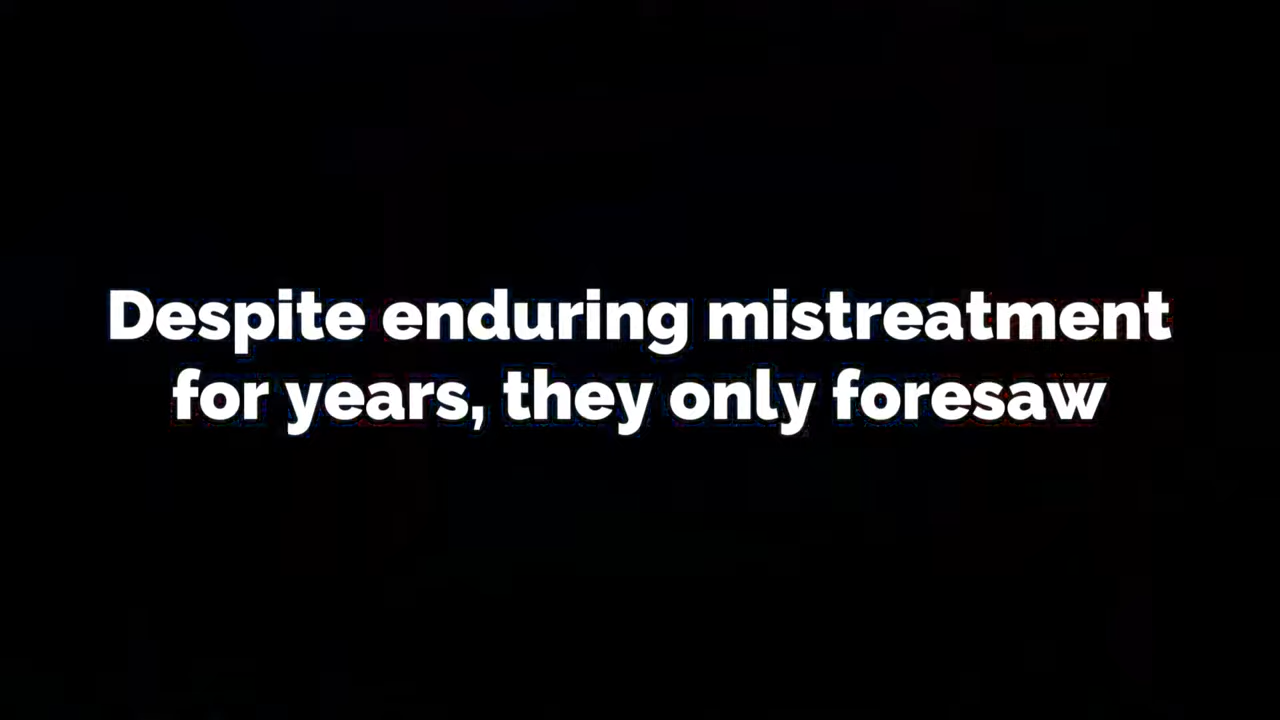 Despite enduring mistreatment
for years, they only foresaw